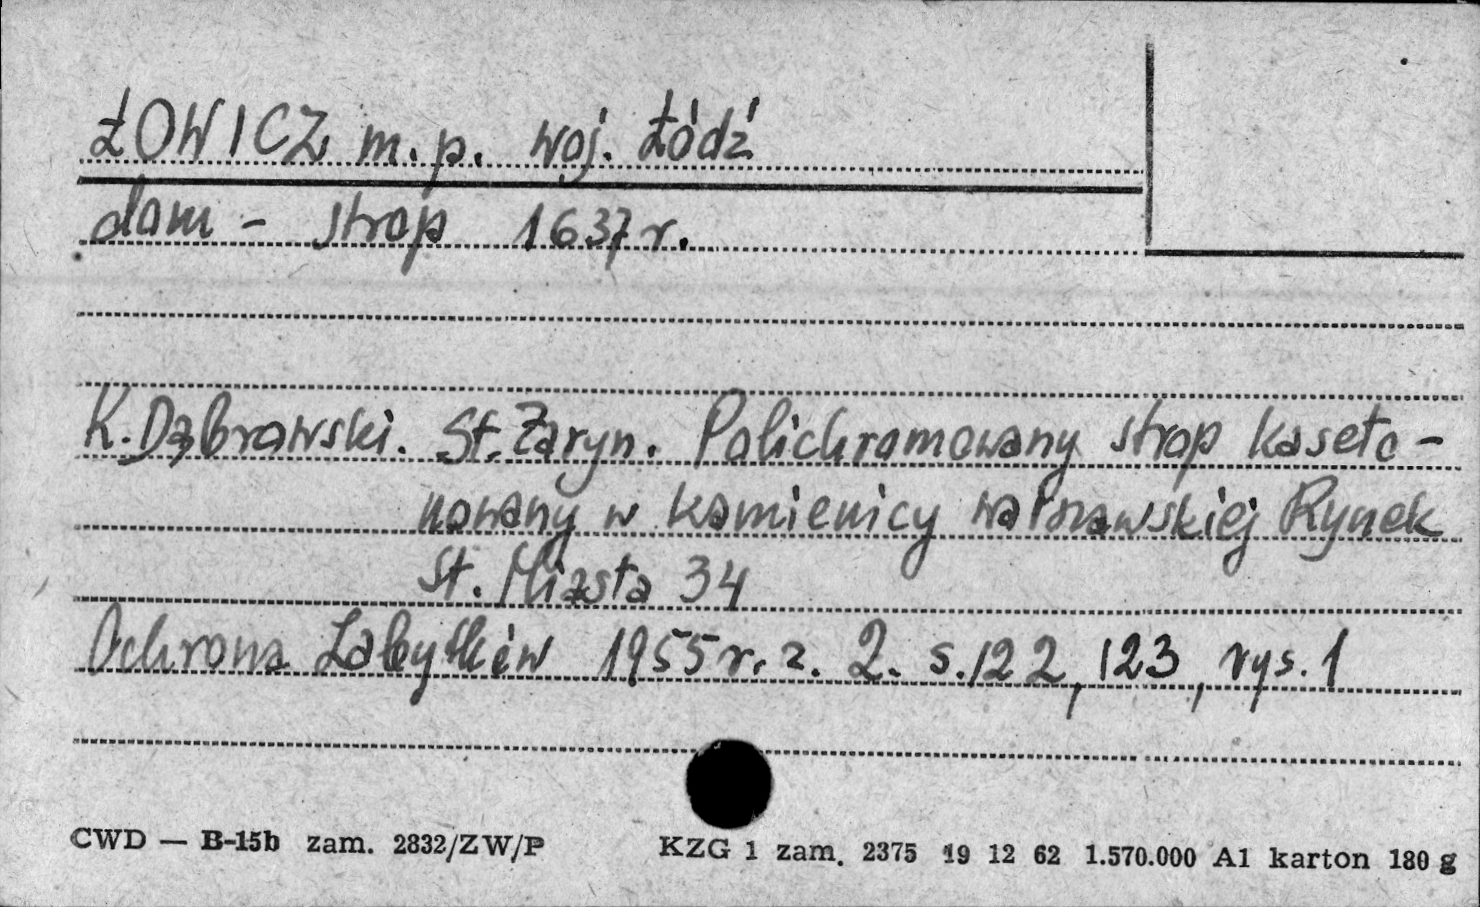 ŁOWICZ m.p. woj. Łódź
dom - strop 1637 r.
K. Dąbrowski. St. Żaryn. Polichromowany strop kaseto-
nowany w kamienicy warszawskiej Rynek
St. Miasta 34
Ochrona Zabytków 1955 r. z. 2. s. 122, 123, rys. 1
CWD — B-15b zam. 2832/ZW/P KZG 1 zam. 2375 19 12 62 1.570.000 A1 karton 180 g